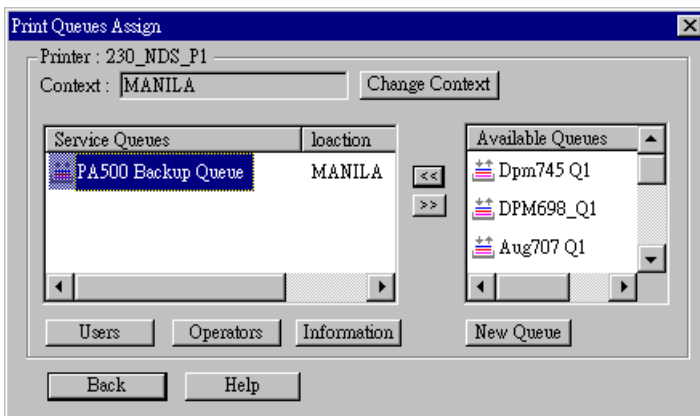 Print Queues Assign
Printer : 230_NDS_P1
Context : MANILA Change Context
Service Queues loaction Available Queues
PA500 Backup Queue MANILA << Dpm745 Q1
>> DPM698_Q1
Aug707 Q1
Users Operators Information New Queue
Back Help